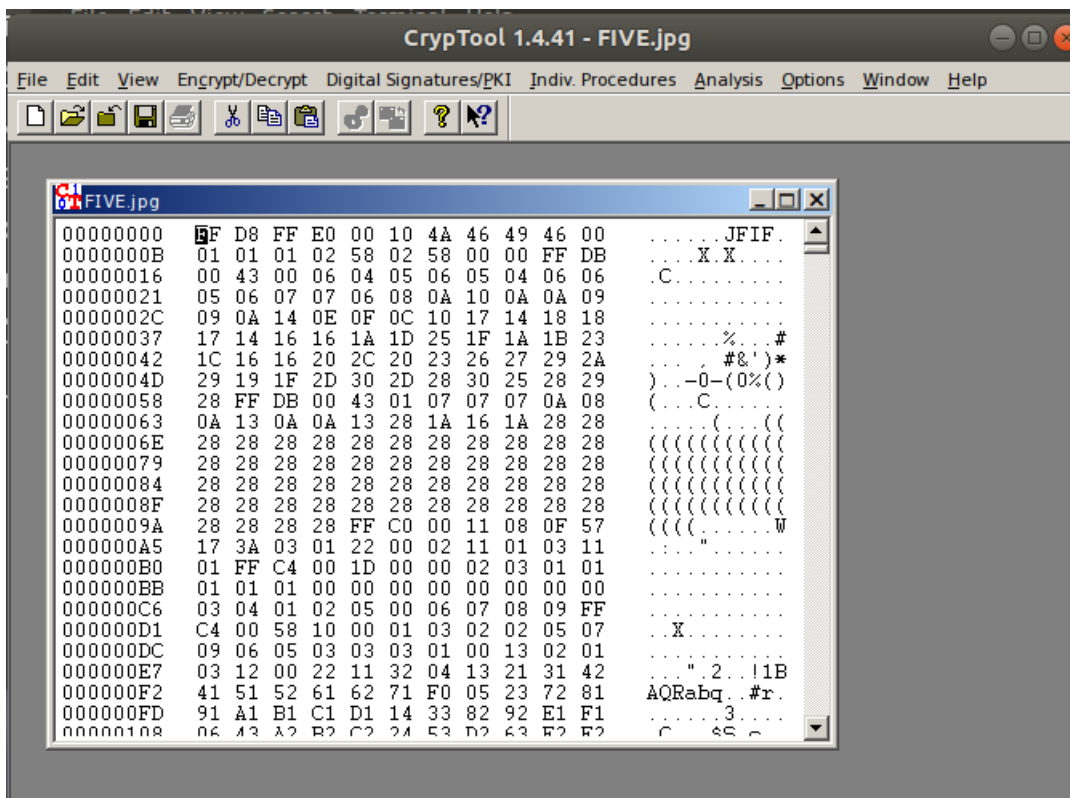 CrypTool 1.4.41 - FIVE.jpg
File Edit View Encrypt/Decrypt Digital Signatures/PKI Indiv. Procedures Analysis Options Window Help
FIVE.jpg
00000000 FF D8 FF E0 00 10 4A 46 49 46 00 ......JFIF.
0000000B 01 01 01 02 58 02 58 00 00 FF DB ....X.X....
00000016 00 43 00 06 04 05 06 05 04 06 06 .C.........
00000021 05 06 07 07 06 08 0A 10 0A 0A 09 ...........
0000002C 09 0A 14 0E 0F 0C 10 17 14 18 18 ...........
00000037 17 14 16 16 1A 1D 25 1F 1A 1B 23 ......%...#
00000042 1C 16 16 20 2C 20 23 26 27 29 2A ... , #&')*
0000004D 29 19 1F 2D 30 2D 28 30 25 28 29 )..-0-(0%()
00000058 28 FF DB 00 43 01 07 07 07 0A 08 (...C......
00000063 0A 13 0A 0A 13 28 1A 16 1A 28 28 .....(...((
0000006E 28 28 28 28 28 28 28 28 28 28 28 (((((((((((
00000079 28 28 28 28 28 28 28 28 28 28 28 (((((((((((
00000084 28 28 28 28 28 28 28 28 28 28 28 (((((((((((
0000008F 28 28 28 28 28 28 28 28 28 28 28 (((((((((((
0000009A 28 28 28 28 FF C0 00 11 08 0F 57 ((((......W
000000A5 17 3A 03 01 22 00 02 11 01 03 11 .:..".......
000000B0 01 FF C4 00 1D 00 00 02 03 01 01 ...........
000000BB 01 01 01 00 00 00 00 00 00 00 00 ...........
000000C6 03 04 01 02 05 00 06 07 08 09 FF ...........
000000D1 C4 00 58 10 00 01 03 02 02 05 07 ..X........
000000DC 09 06 05 03 03 03 01 00 13 02 01 ...........
000000E7 03 12 00 22 11 32 04 13 21 31 42 ...".2..!1B
000000F2 41 51 52 61 62 71 F0 05 23 72 81 AQRabq..#r.
000000FD 91 A1 B1 C1 D1 14 33 82 92 E1 F1 ......3....